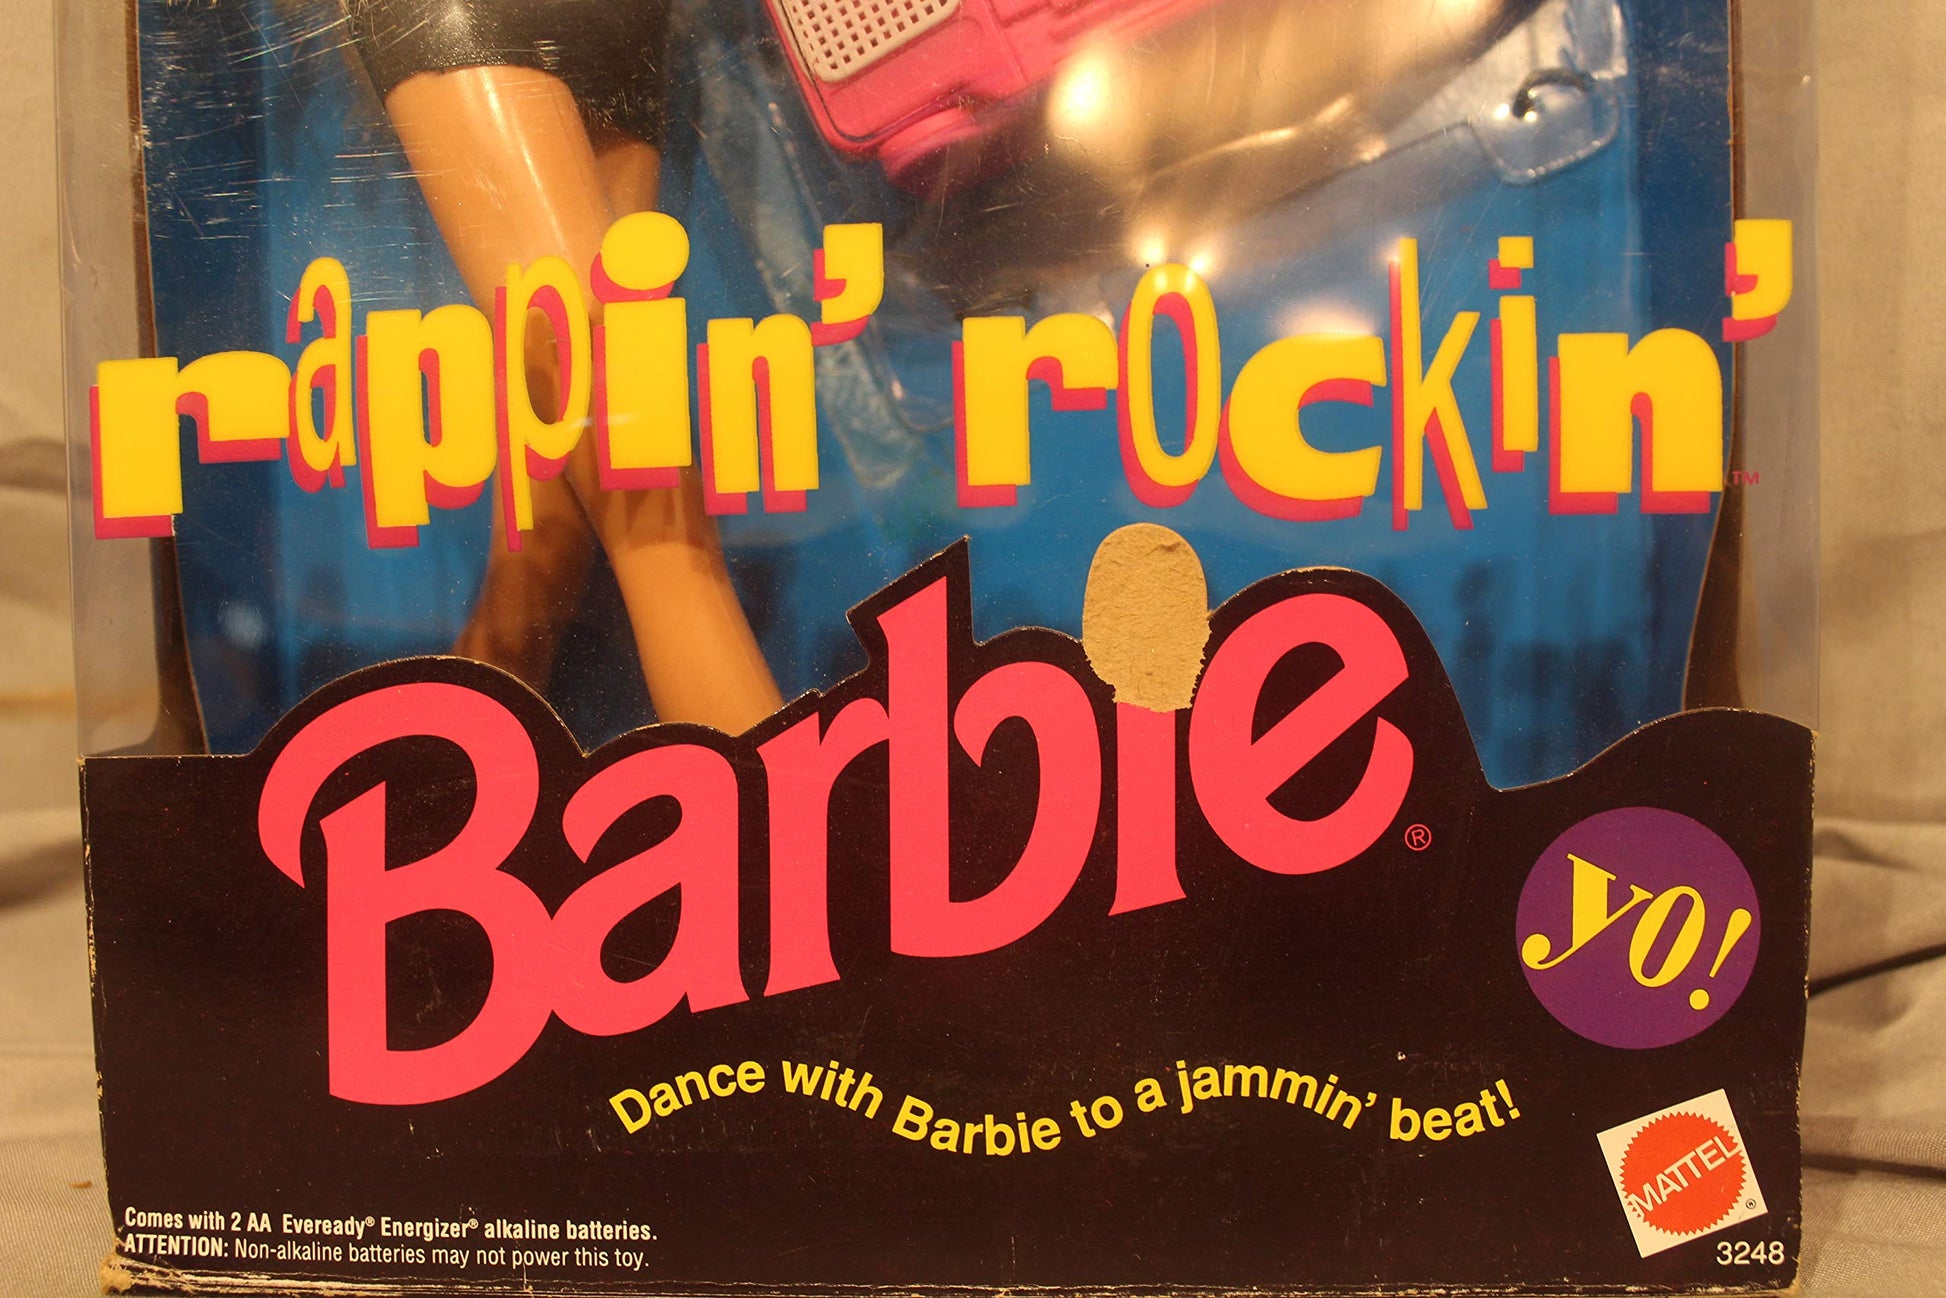 rappin' rockin'™
Barbie®
yo!
Dance with Barbie to a jammin' beat!
MATTEL®
Comes with 2 AA Eveready® Energizer® alkaline batteries.
ATTENTION: Non-alkaline batteries may not power this toy.
3248